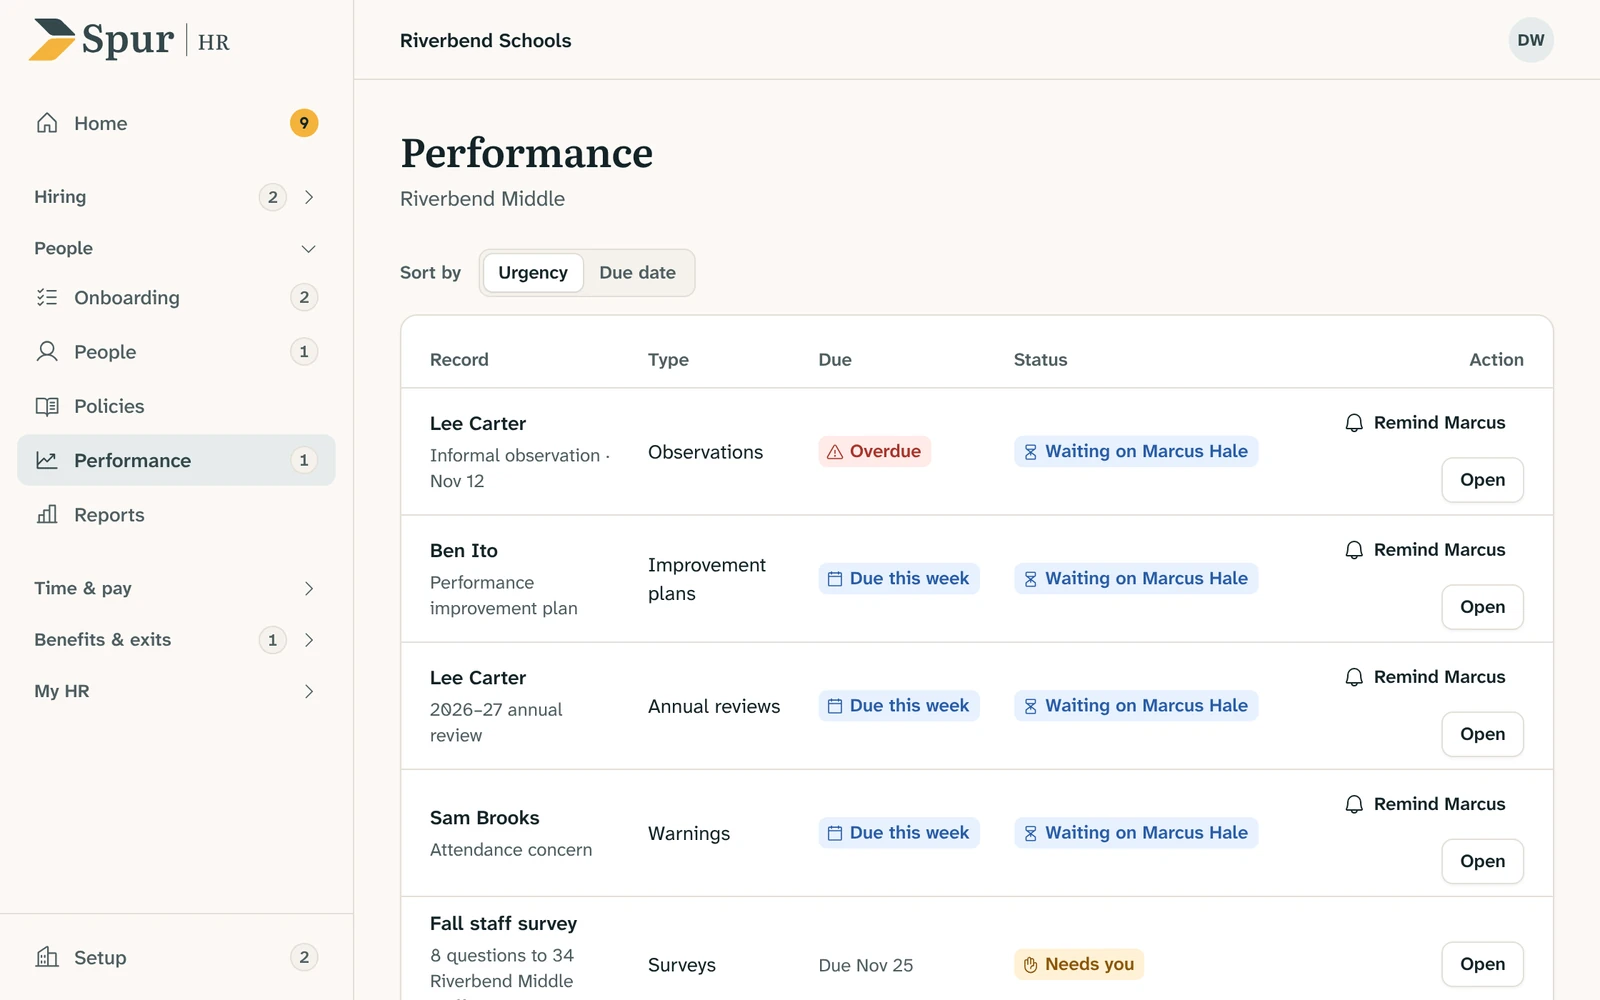 Spur HR
Riverbend Schools
DW
Home 9
Hiring 2
People
Onboarding 2
People 1
Policies
Performance 1
Reports
Time & pay
Benefits & exits 1
My HR
Setup 2
Performance
Riverbend Middle
Sort by Urgency Due date
Record Type Due Status Action
Lee Carter
Informal observation ·
Nov 12
Observations
Overdue
Waiting on Marcus Hale
Remind Marcus
Open
Ben Ito
Performance
improvement plan
Improvement
plans
Due this week
Waiting on Marcus Hale
Remind Marcus
Open
Lee Carter
2026–27 annual
review
Annual reviews
Due this week
Waiting on Marcus Hale
Remind Marcus
Open
Sam Brooks
Attendance concern
Warnings
Due this week
Waiting on Marcus Hale
Remind Marcus
Open
Fall staff survey
8 questions to 34
Riverbend Middle
Surveys
Due Nov 25
Needs you
Open